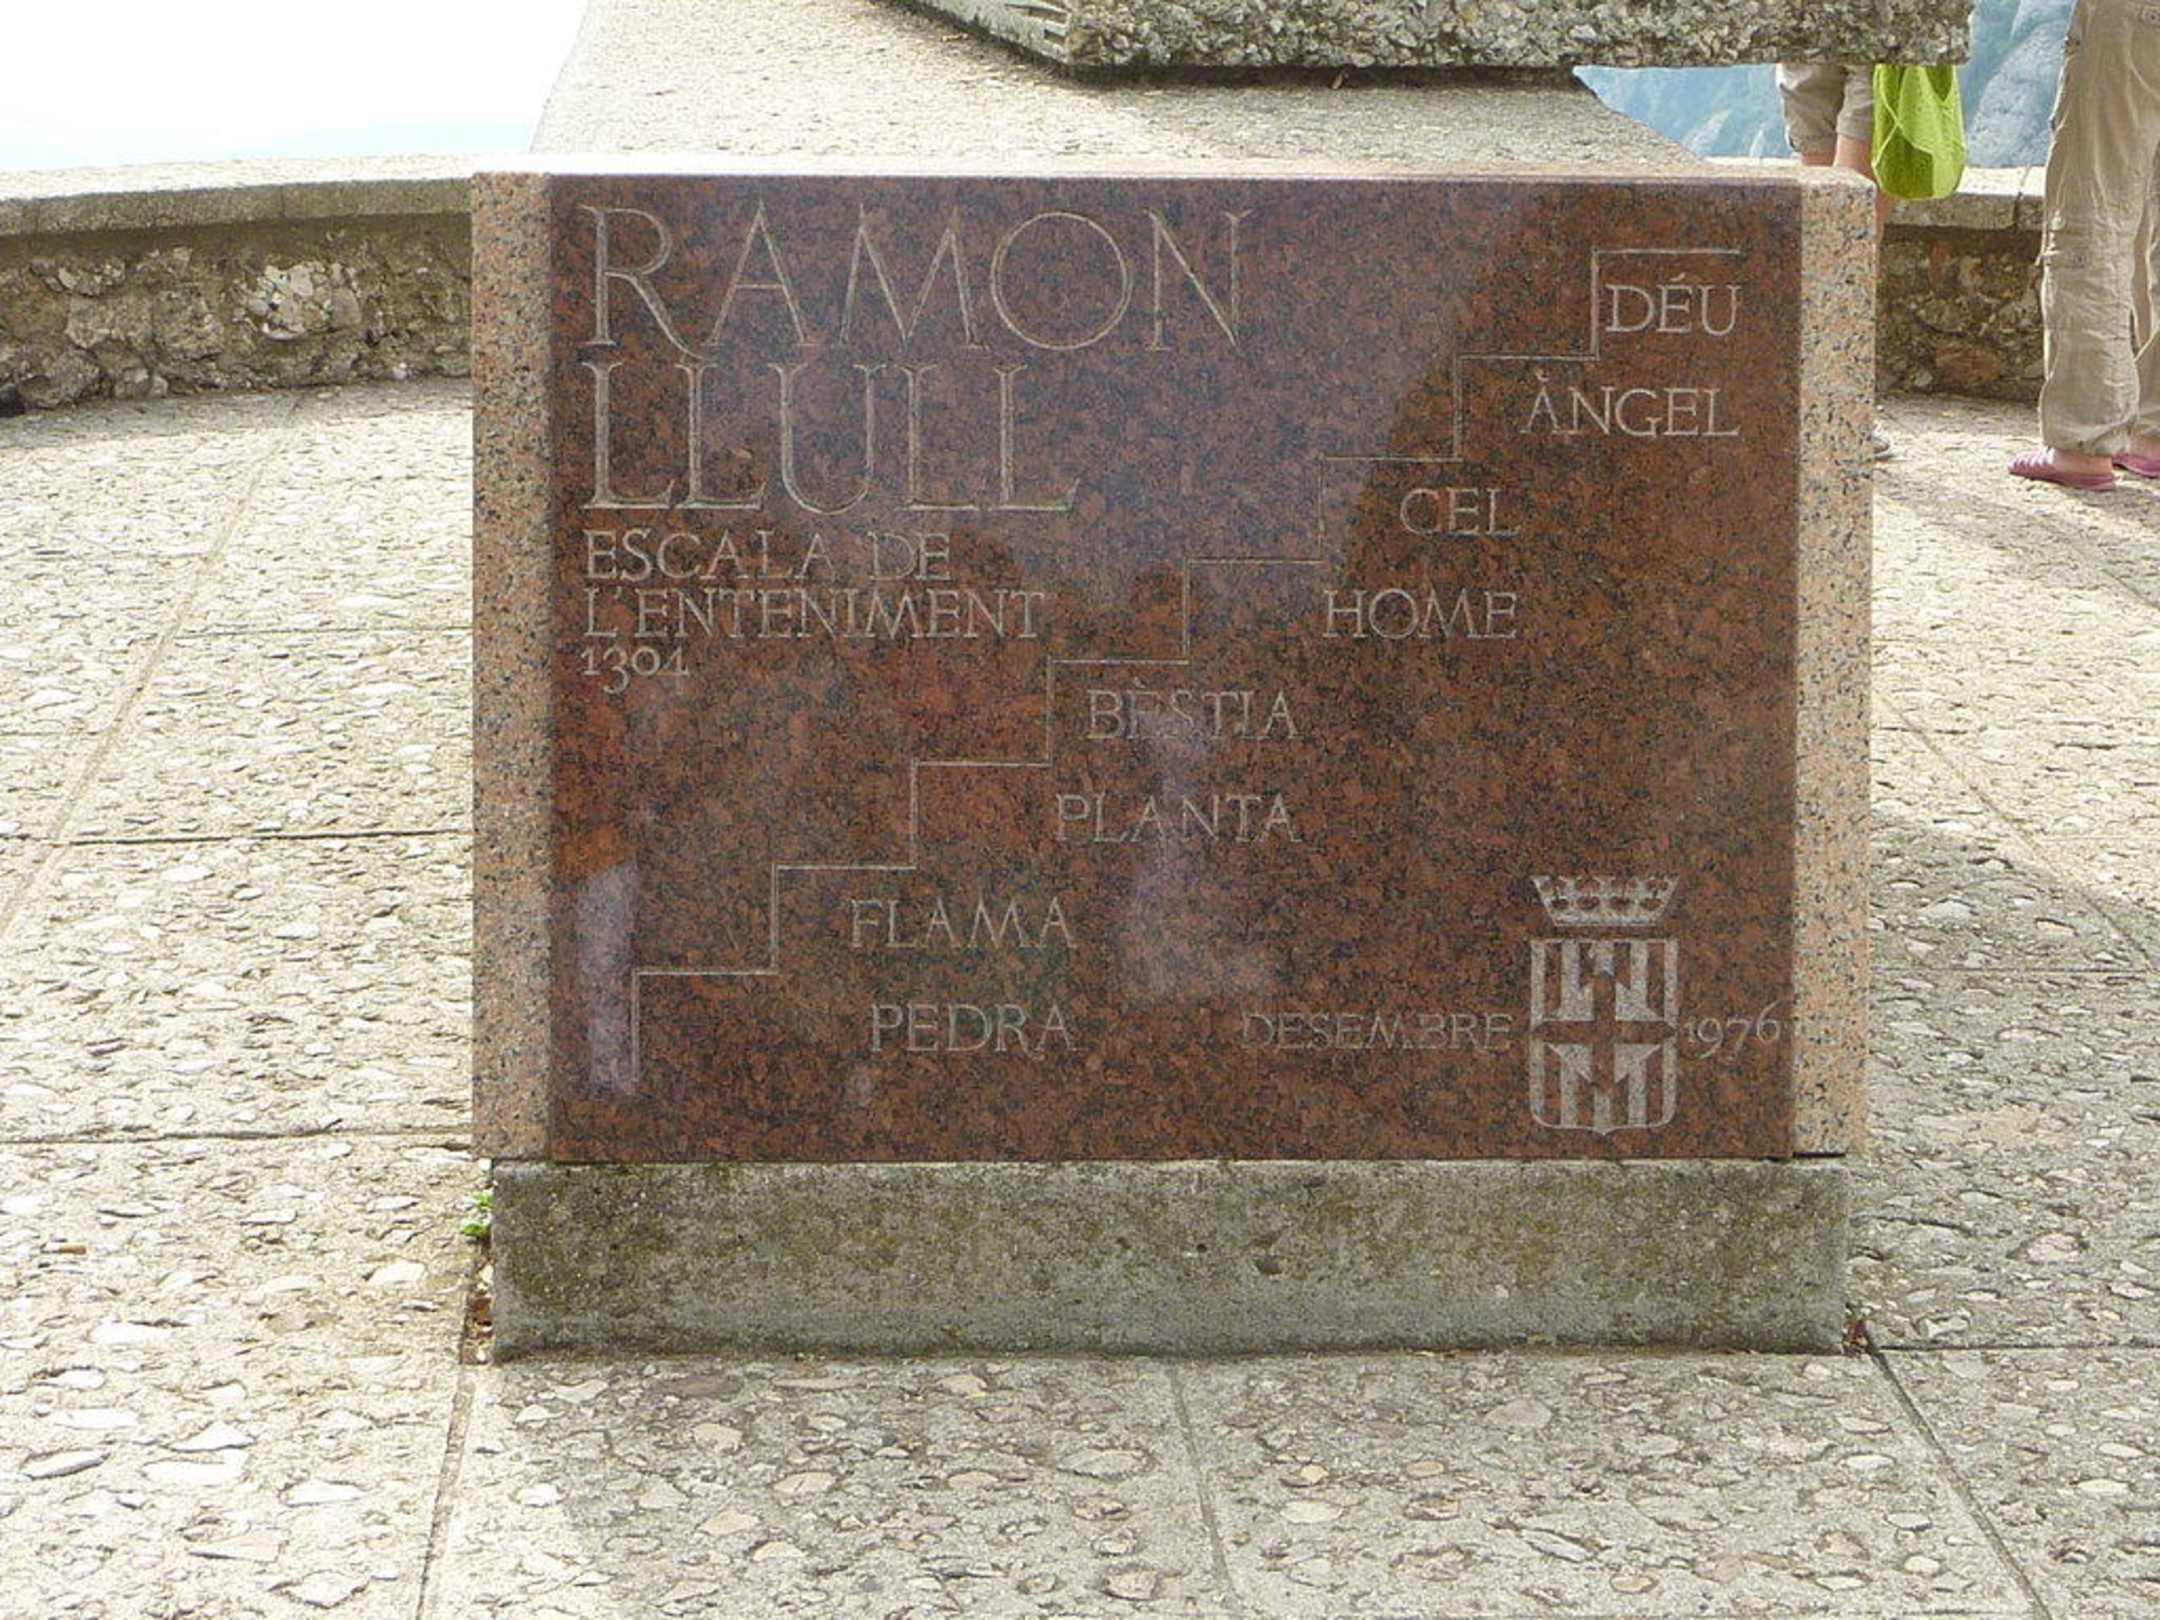 RAMON
LLULL
ESCALA DE
L'ENTENIMENT
1304
DÉU
ÀNGEL
CEL
HOME
BÈSTIA
PLANTA
FLAMA
PEDRA
DESEMBRE 1976